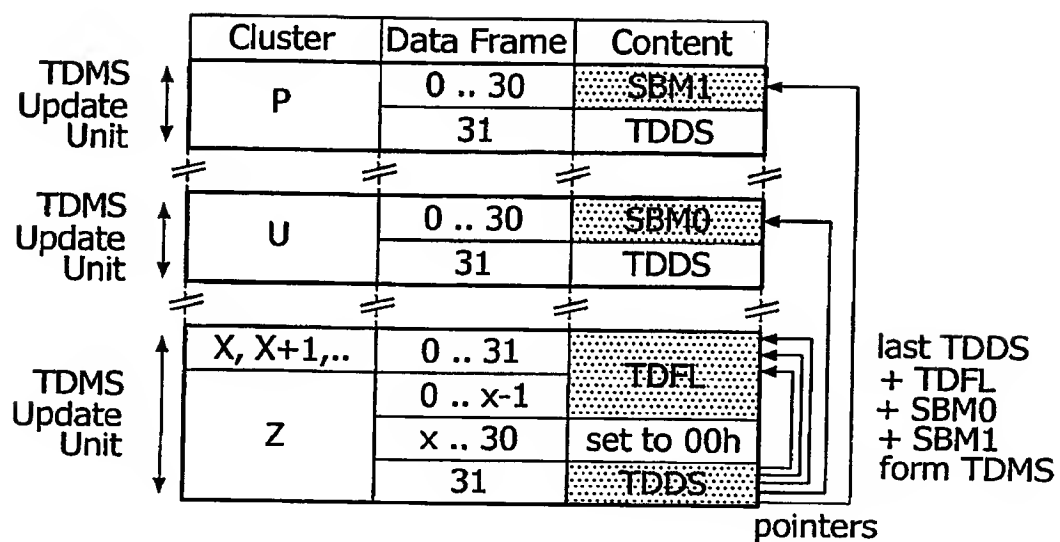 Cluster Data Frame Content
TDMS
Update
Unit
P
0 .. 30 SBM1
31 TDDS
TDMS
Update
Unit
U
0 .. 30 SBM0
31 TDDS
TDMS
Update
Unit
X, X+1,.. 0 .. 31
TDFL
0 .. x-1
Z
x .. 30 set to 00h
31 TDDS
last TDDS
+ TDFL
+ SBM0
+ SBM1
form TDMS
pointers